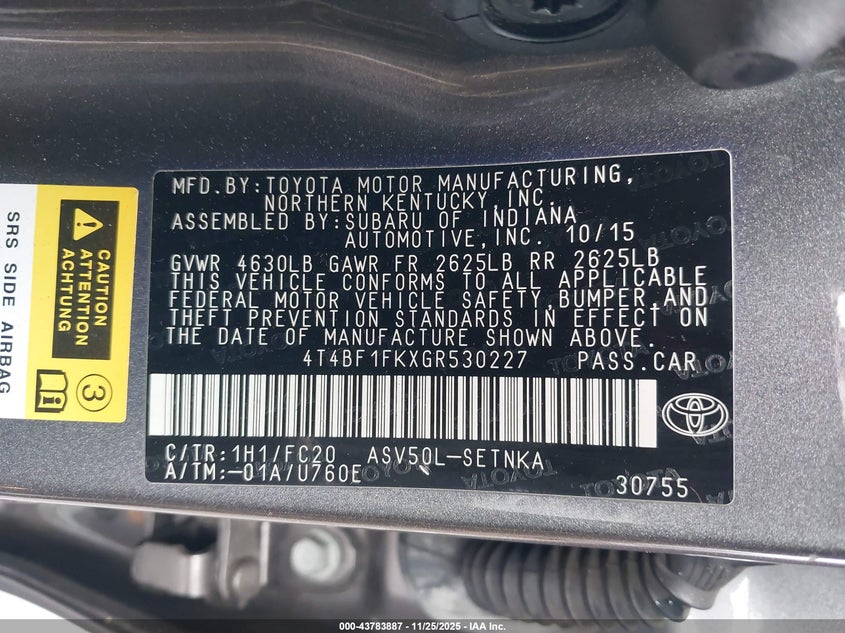 MFD.BY:TOYOTA MOTOR MANUFACTURING,
NORTHERN KENTUCKY, INC.
ASSEMBLED BY:SUBARU OF INDIANA
AUTOMOTIVE,INC. 10/15
GVWR 4630LB GAWR FR 2625LB RR 2625LB
THIS VEHICLE CONFORMS TO ALL APPLICABLE
FEDERAL MOTOR VEHICLE SAFETY,BUMPER,AND
THEFT PREVENTION STANDARDS IN EFFECT ON
THE DATE OF MANUFACTURE SHOWN ABOVE.
4T4BF1FKXGR530227 PASS.CAR
C/TR:1H1/FC20 ASV50L-SETNKA
A/TM:-01A/U760E
30755
SRS SIDE AIRBAG
CAUTION
ATTENTION
ACHTUNG
3
000-43783887 - 11/25/2025 - IAA Inc.